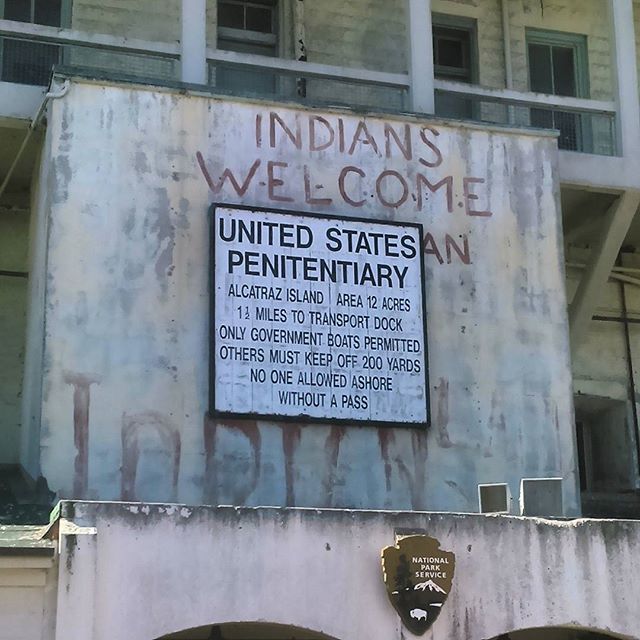 INDIANS
WELCOME
UNITED STATES
PENITENTIARY
ALCATRAZ ISLAND AREA 12 ACRES
1½ MILES TO TRANSPORT DOCK
ONLY GOVERNMENT BOATS PERMITTED
OTHERS MUST KEEP OFF 200 YARDS
NO ONE ALLOWED ASHORE
WITHOUT A PASS
NATIONAL
PARK
SERVICE